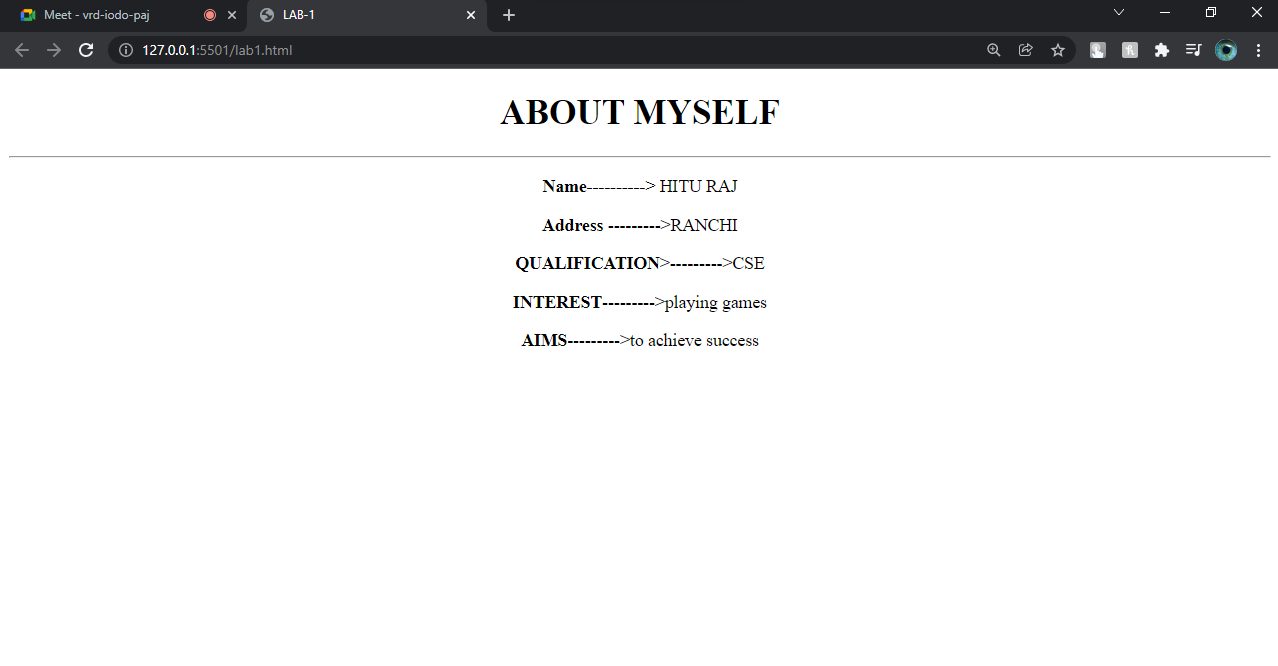 Meet - vrd-iodo-paj
LAB-1
127.0.0.1:5501/lab1.html
ABOUT MYSELF
Name----------> HITU RAJ
Address --------->RANCHI
QUALIFICATION>--------->CSE
INTEREST--------->playing games
AIMS--------->to achieve success